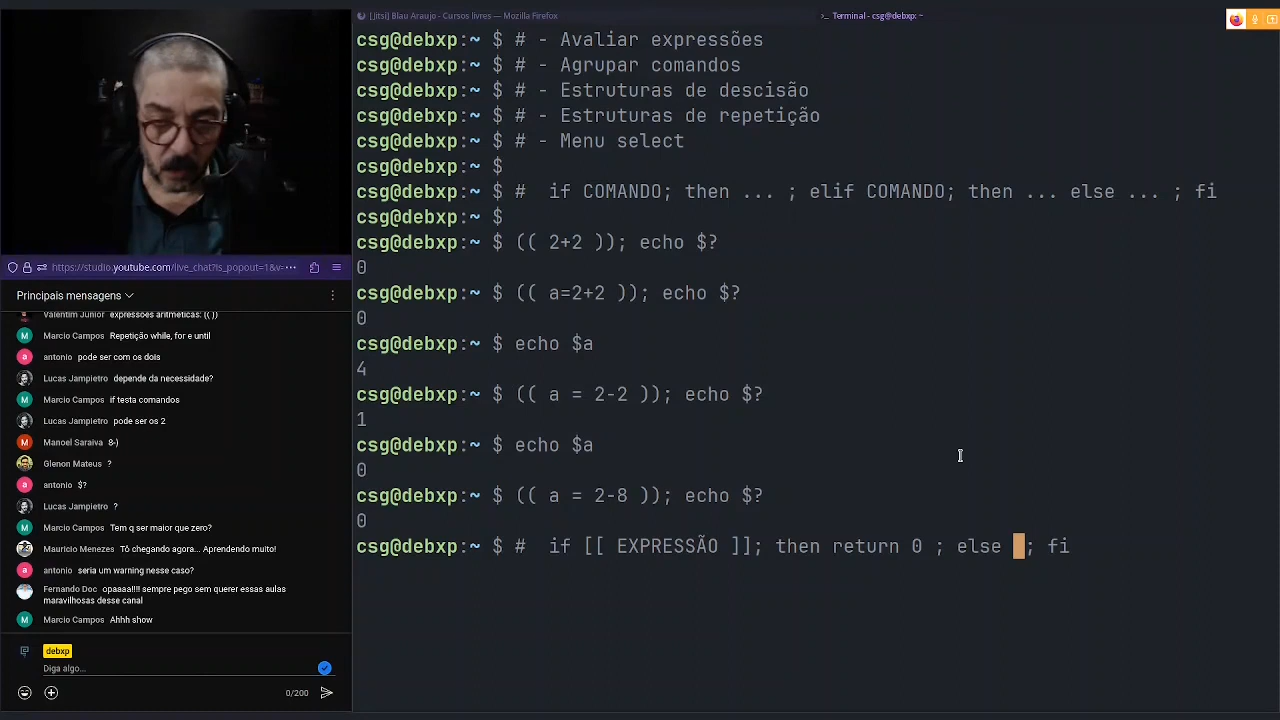 [Jitsi] Blau Araujo - Cursos livres — Mozilla Firefox
>_ Terminal - csg@debxp: ~
csg@debxp:~ $ # - Avaliar expressões
csg@debxp:~ $ # - Agrupar comandos
csg@debxp:~ $ # - Estruturas de descisão
csg@debxp:~ $ # - Estruturas de repetição
csg@debxp:~ $ # - Menu select
csg@debxp:~ $
csg@debxp:~ $ #  if COMANDO; then ... ; elif COMANDO; then ... else ... ; fi
csg@debxp:~ $
csg@debxp:~ $ (( 2+2 )); echo $?
0
csg@debxp:~ $ (( a=2+2 )); echo $?
0
csg@debxp:~ $ echo $a
4
csg@debxp:~ $ (( a = 2-2 )); echo $?
1
csg@debxp:~ $ echo $a
0
csg@debxp:~ $ (( a = 2-8 )); echo $?
0
csg@debxp:~ $ #  if [[ EXPRESSÃO ]]; then return 0 ; else ; fi
https://studio.youtube.com/live_chat?is_popout=1&v=
Principais mensagens
Valentim Junior expressoes aritmeticas: (( ))
Marcio Campos Repetição while, for e until
antonio pode ser com os dois
Lucas Jampietro depende da necessidade?
Marcio Campos if testa comandos
Lucas Jampietro pode ser os 2
Manoel Saraiva 8-)
Glenon Mateus ?
antonio $?
Lucas Jampietro ?
Marcio Campos Tem q ser maior que zero?
Mauricio Menezes Tô chegando agora... Aprendendo muito!
antonio seria um warning nesse caso?
Fernando Doc opaaaa!!!! sempre pego sem querer essas aulas
maravilhosas desse canal
Marcio Campos Ahhh show
debxp
Diga algo...
0/200